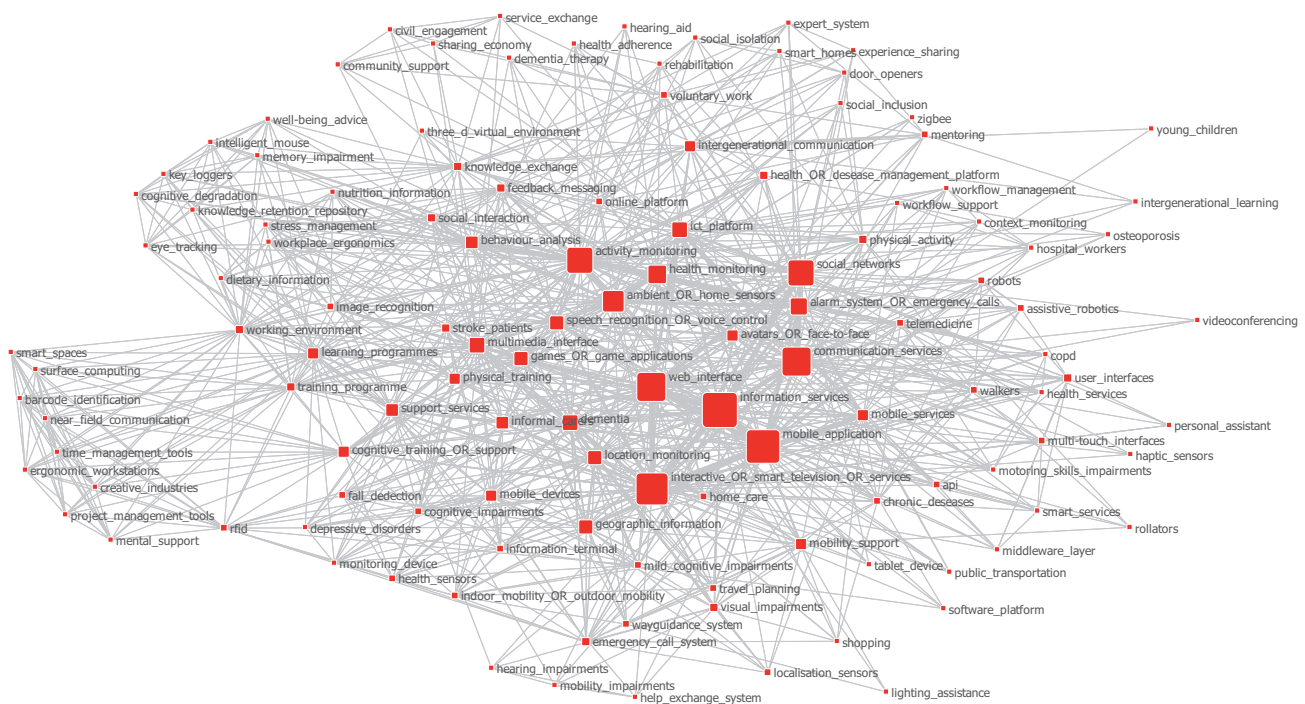 service_exchange
expert_system
hearing_aid
civil_engagement
social_isolation
sharing_economy
health_adherence
smart_homes
experience_sharing
dementia_therapy
community_support
rehabilitation
door_openers
voluntary_work
social_inclusion
zigbee
well-being_advice
young_children
three_d_virtual_environment
mentoring
intelligent_mouse
intergenerational_communication
memory_impairment
knowledge_exchange
key_loggers
health_OR_desease_management_platform
feedback_messaging
workflow_management
cognitive_degradation
nutrition_information
online_platform
workflow_support
intergenerational_learning
knowledge_retention_repository
social_interaction
stress_management
context_monitoring
ict_platform
osteoporosis
workplace_ergonomics
behaviour_analysis
physical_activity
eye_tracking
hospital_workers
activity_monitoring
social_networks
health_monitoring
dietary_information
robots
ambient_OR_home_sensors
alarm_system_OR_emergency_calls
image_recognition
assistive_robotics
speech_recognition_OR_voice_control
telemedicine
videoconferencing
working_environment
stroke_patients
avatars_OR_face-to-face
multimedia_interface
smart_spaces
learning_programmes
games_OR_game_applications
communication_services
copd
surface_computing
physical_training
web_interface
user_interfaces
training_programme
walkers
health_services
barcode_identification
information_services
support_services
near_field_communication
informal_carers
dementia
mobile_services
personal_assistant
mobile_application
multi-touch_interfaces
time_management_tools
cognitive_training_OR_support
haptic_sensors
location_monitoring
ergonomic_workstations
motoring_skills_impairments
interactive_OR_smart_television_OR_services
creative_industries
api
fall_dedection
mobile_devices
home_care
chronic_deseases
cognitive_impairments
smart_services
project_management_tools
rfid
depressive_disorders
geographic_information
rollators
mental_support
mobility_support
information_terminal
middleware_layer
monitoring_device
mild_cognitive_impairments
tablet_device
public_transportation
health_sensors
travel_planning
indoor_mobility_OR_outdoor_mobility
visual_impairments
software_platform
wayguidance_system
emergency_call_system
shopping
hearing_impairments
localisation_sensors
mobility_impairments
lighting_assistance
help_exchange_system